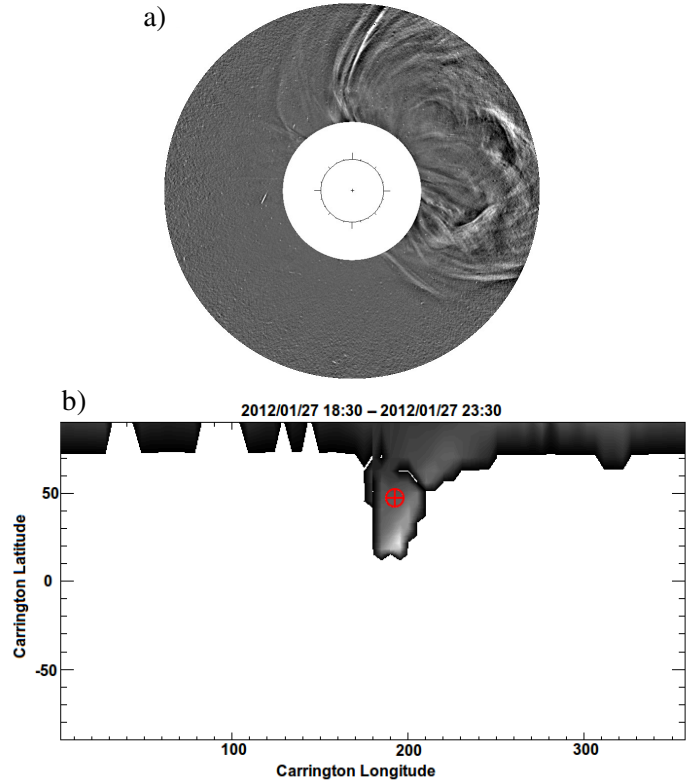 a)
b)
2012/01/27 18:30 – 2012/01/27 23:30
50
0
-50
Carrington Latitude
100 200 300
Carrington Longitude